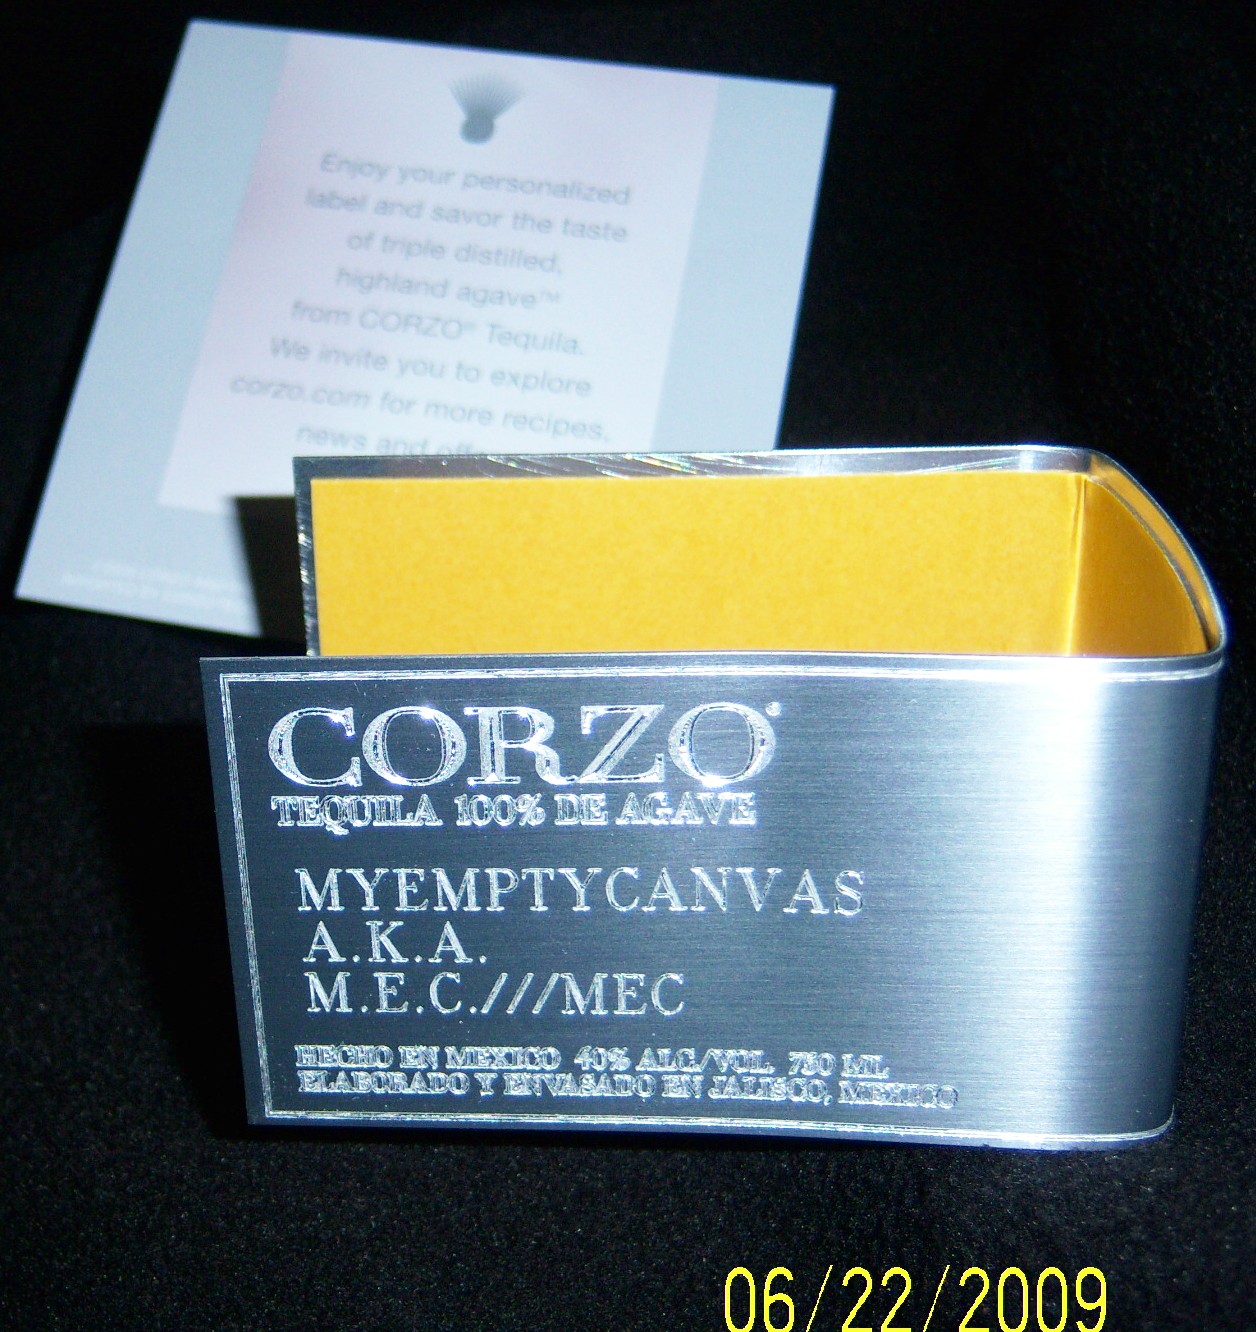 Enjoy your personalized
label and savor the taste
of triple distilled,
highland agave™
from CORZO® Tequila.
We invite you to explore
corzo.com for more recipes,
news and
CORZO®
TEQUILA 100% DE AGAVE
MYEMPTYCANVAS
A.K.A.
M.E.C.///MEC
HECHO EN MEXICO 40% ALC./VOL. 750 ML
ELABORADO Y ENVASADO EN JALISCO, MEXICO
06/22/2009